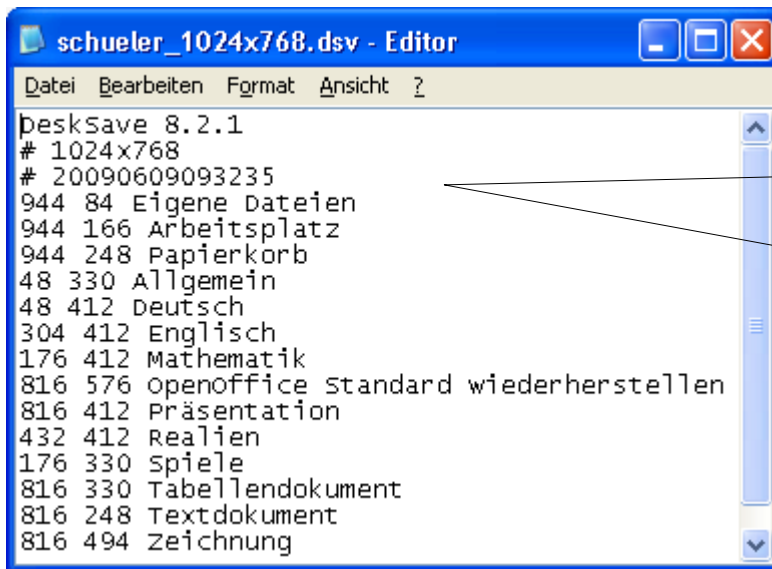 schueler_1024x768.dsv - Editor
Datei Bearbeiten Format Ansicht ?
DeskSave 8.2.1
# 1024x768
# 20090609093235
944 84 Eigene Dateien
944 166 Arbeitsplatz
944 248 Papierkorb
48 330 Allgemein
48 412 Deutsch
304 412 Englisch
176 412 Mathematik
816 576 OpenOffice Standard wiederherstellen
816 412 Präsentation
432 412 Realien
176 330 Spiele
816 330 Tabellendokument
816 248 Textdokument
816 494 Zeichnung